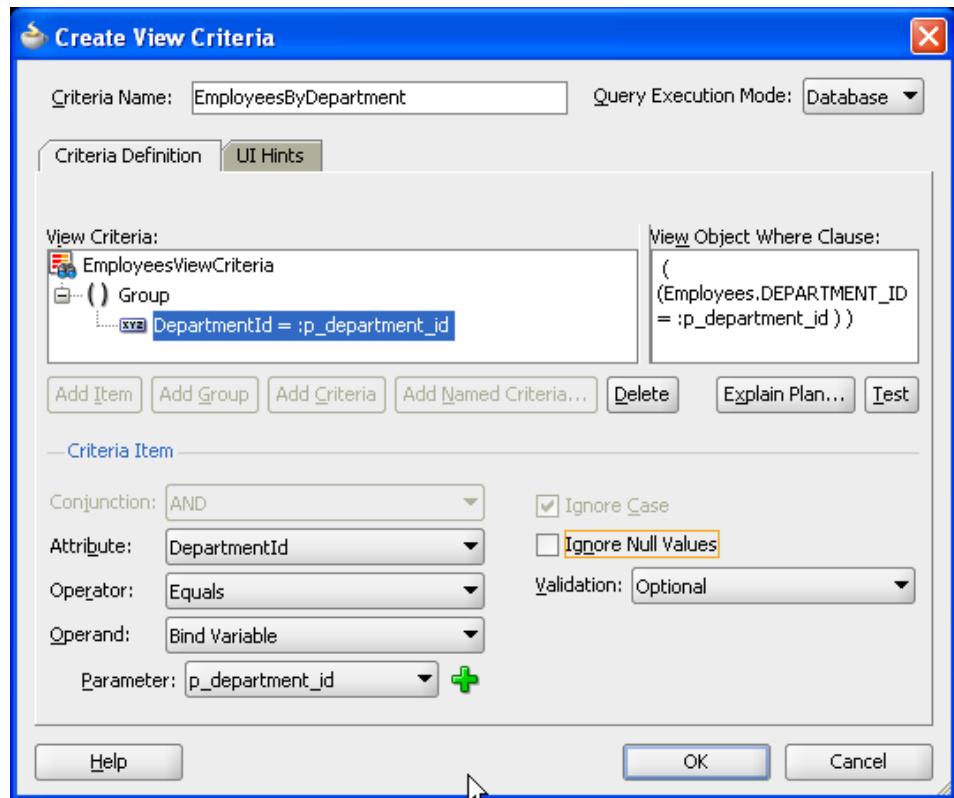 Create View Criteria
Criteria Name: EmployeesByDepartment Query Execution Mode: Database
Criteria Definition UI Hints
View Criteria:
EmployeesViewCriteria
( ) Group
XYZ DepartmentId = :p_department_id
View Object Where Clause:
(
(Employees.DEPARTMENT_ID
= :p_department_id ) )
Add Item Add Group Add Criteria Add Named Criteria... Delete Explain Plan... Test
Criteria Item
Conjunction: AND
Attribute: DepartmentId
Operator: Equals
Operand: Bind Variable
Parameter: p_department_id
Ignore Case
Ignore Null Values
Validation: Optional
Help OK Cancel